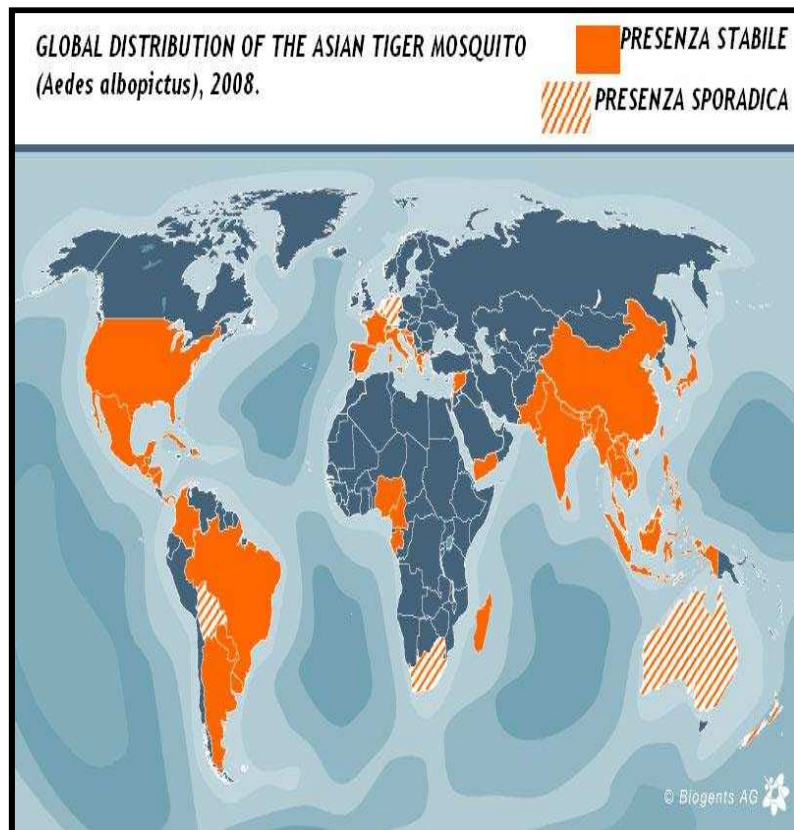 GLOBAL DISTRIBUTION OF THE ASIAN TIGER MOSQUITO
(Aedes albopictus), 2008.
PRESENZA STABILE
PRESENZA SPORADICA
© Biogents AG